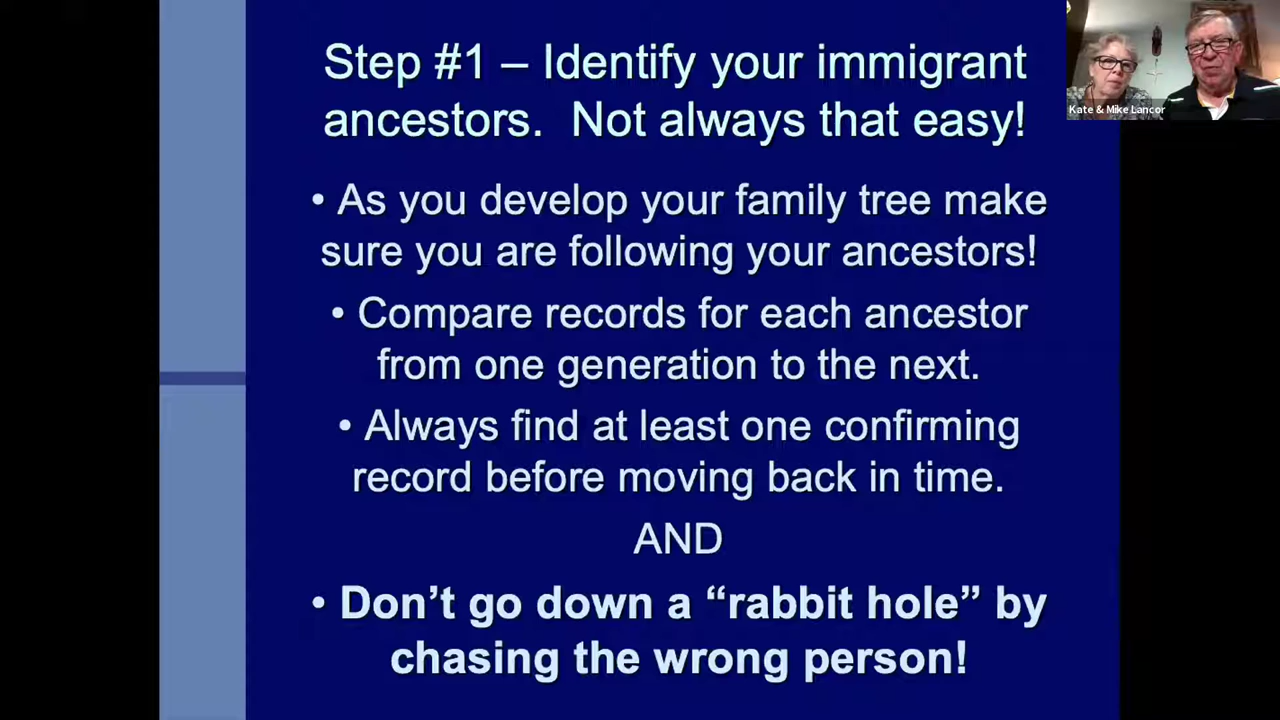 Step #1 – Identify your immigrant
ancestors.  Not always that easy!
• As you develop your family tree make
sure you are following your ancestors!
• Compare records for each ancestor
from one generation to the next.
• Always find at least one confirming
record before moving back in time.
AND
• Don’t go down a “rabbit hole” by
chasing the wrong person!
Kate & Mike Lancor